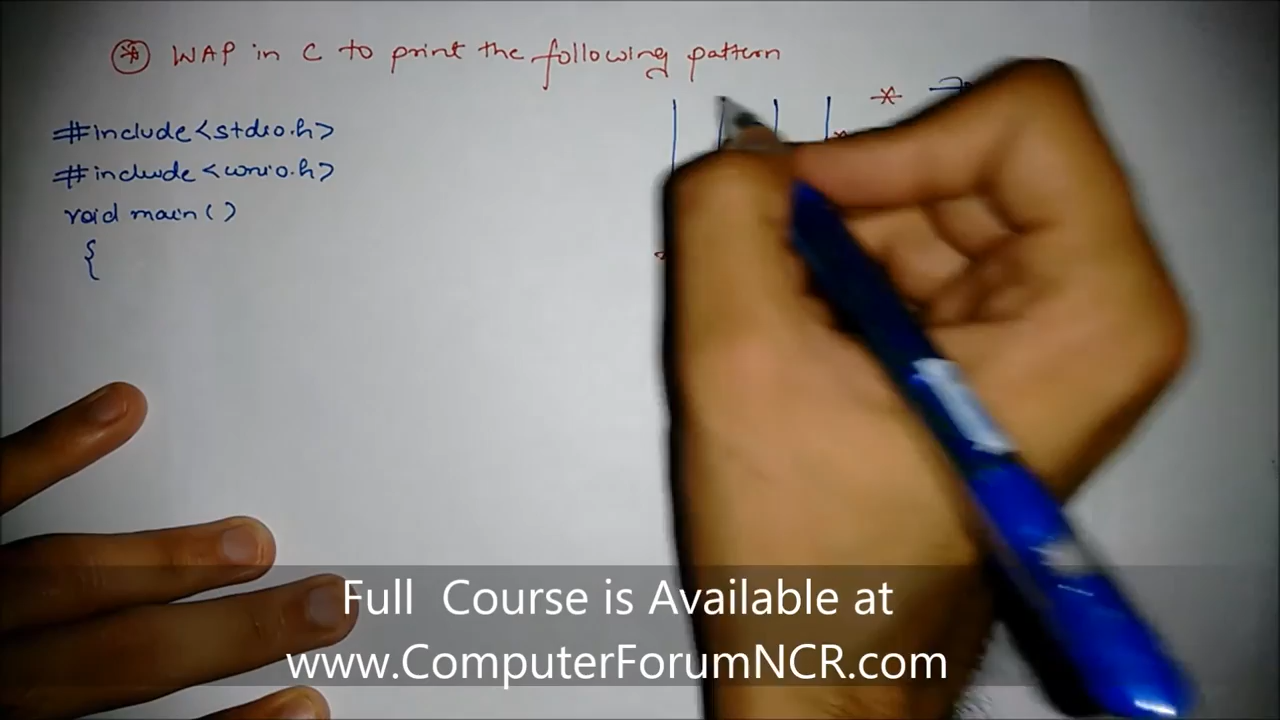 * WAP in C to print the following pattern
#include<stdio.h>
#include<conio.h>
void main()
{
*
*
*
Full Course is Available at
www.ComputerForumNCR.com